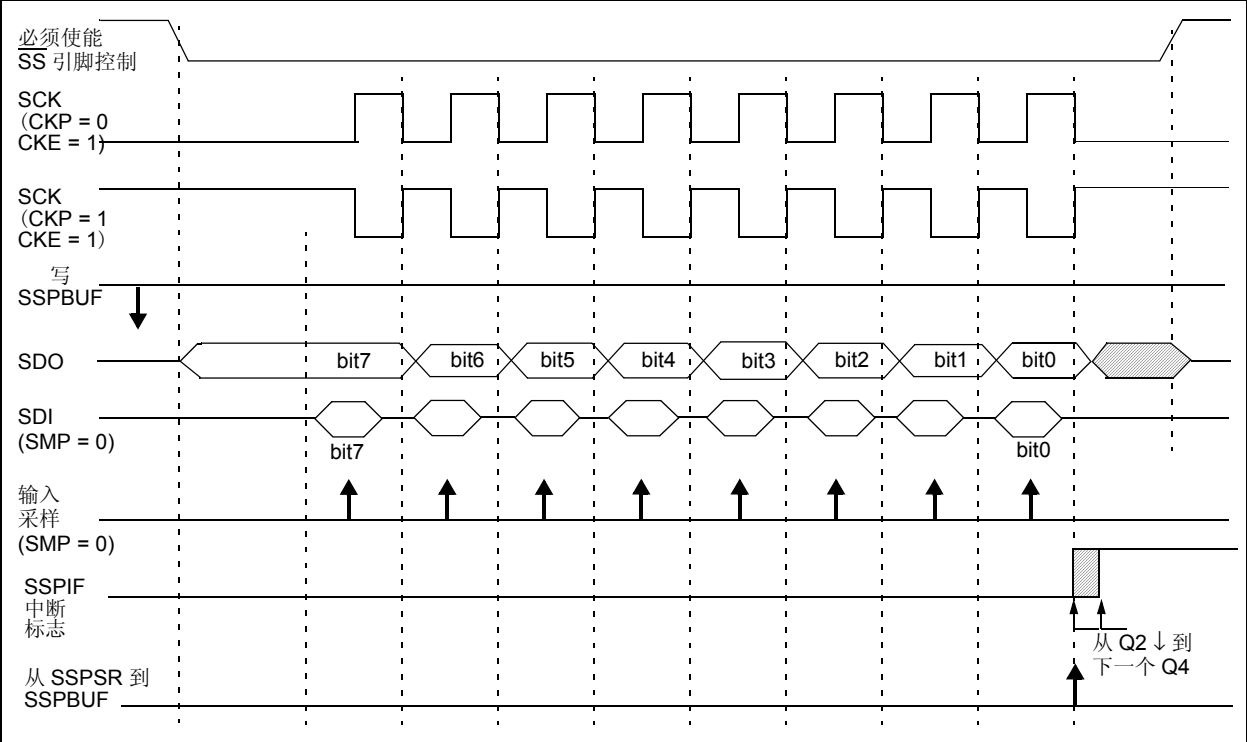 必须使能
SS 引脚控制
SCK
（CKP = 0
CKE = 1)
SCK
（CKP = 1
CKE = 1）
写
SSPBUF
SDO
bit7 bit6 bit5 bit4 bit3 bit2 bit1 bit0
SDI
(SMP = 0)
bit7 bit0
输入
采样
(SMP = 0)
SSPIF
中断
标志
从 Q2 ↓ 到
下一个 Q4
从 SSPSR 到
SSPBUF